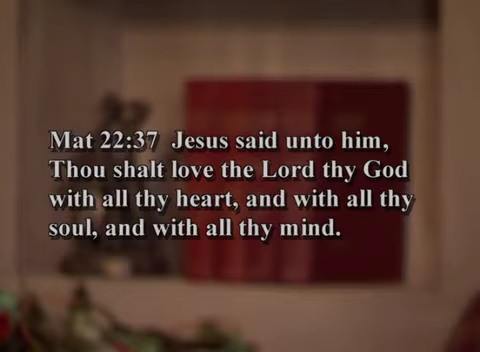 Mat 22:37 Jesus said unto him,
Thou shalt love the Lord thy God
with all thy heart, and with all thy
soul, and with all thy mind.